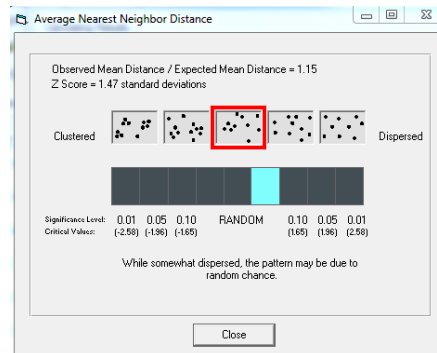 Average Nearest Neighbor Distance
Observed Mean Distance / Expected Mean Distance = 1.15
Z Score = 1.47 standard deviations
Clustered Dispersed
Significance Level: 0.01 0.05 0.10 RANDOM 0.10 0.05 0.01
Critical Values: (-2.58) (-1.96) (-1.65) (1.65) (1.96) (2.58)
While somewhat dispersed, the pattern may be due to
random chance.
Close